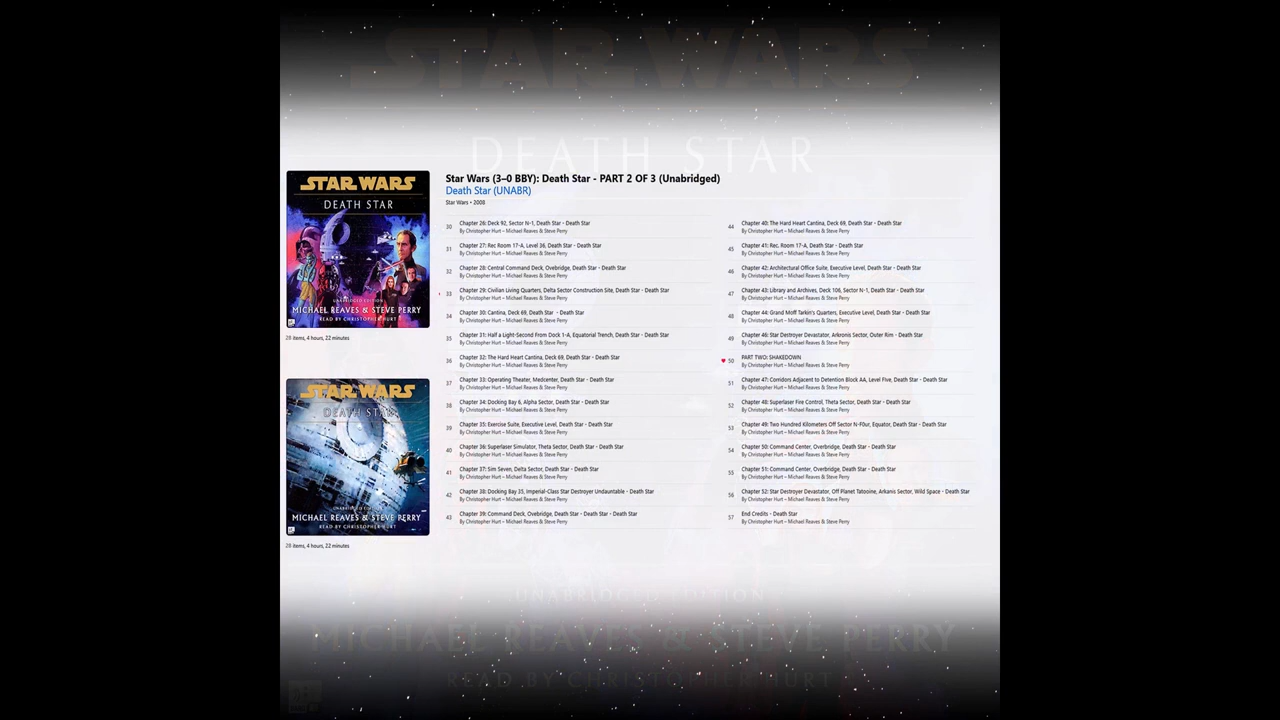 STAR WARS
DEATH STAR
STAR WARS
DEATH STAR
UNABRIDGED EDITION
MICHAEL REAVES & STEVE PERRY
READ BY CHRISTOPHER HURT
28 items, 4 hours, 22 minutes
STAR WARS
DEATH STAR
UNABRIDGED EDITION
MICHAEL REAVES & STEVE PERRY
READ BY CHRISTOPHER HURT
28 items, 4 hours, 22 minutes
Star Wars (3–0 BBY): Death Star - PART 2 OF 3 (Unabridged)
Death Star (UNABR)
Star Wars • 2008
30 Chapter 26: Deck 92, Sector N-1, Death Star - Death Star
By Christopher Hurt – Michael Reaves & Steve Perry
31 Chapter 27: Rec Room 17-A, Level 36, Death Star - Death Star
By Christopher Hurt – Michael Reaves & Steve Perry
32 Chapter 28: Central Command Deck, Ovebridge, Death Star - Death Star
By Christopher Hurt – Michael Reaves & Steve Perry
33 Chapter 29: Civilian Living Quarters, Delta Sector Construction Site, Death Star - Death Star
By Christopher Hurt – Michael Reaves & Steve Perry
34 Chapter 30: Cantina, Deck 69, Death Star - Death Star
By Christopher Hurt – Michael Reaves & Steve Perry
35 Chapter 31: Half a Light-Second From Dock 1-A, Equatorial Trench, Death Star - Death Star
By Christopher Hurt – Michael Reaves & Steve Perry
36 Chapter 32: The Hard Heart Cantina, Deck 69, Death Star - Death Star
By Christopher Hurt – Michael Reaves & Steve Perry
37 Chapter 33: Operating Theater, Medcenter, Death Star - Death Star
By Christopher Hurt – Michael Reaves & Steve Perry
38 Chapter 34: Docking Bay 6, Alpha Sector, Death Star - Death Star
By Christopher Hurt – Michael Reaves & Steve Perry
39 Chapter 35: Exercise Suite, Executive Level, Death Star - Death Star
By Christopher Hurt – Michael Reaves & Steve Perry
40 Chapter 36: Superlaser Simulator, Theta Sector, Death Star - Death Star
By Christopher Hurt – Michael Reaves & Steve Perry
41 Chapter 37: Sim Seven, Delta Sector, Death Star - Death Star
By Christopher Hurt – Michael Reaves & Steve Perry
42 Chapter 38: Docking Bay 35, Imperial-Class Star Destroyer Undauntable - Death Star
By Christopher Hurt – Michael Reaves & Steve Perry
43 Chapter 39: Command Deck, Ovebridge, Death Star - Death Star - Death Star
By Christopher Hurt – Michael Reaves & Steve Perry
44 Chapter 40: The Hard Heart Cantina, Deck 69, Death Star - Death Star
By Christopher Hurt – Michael Reaves & Steve Perry
45 Chapter 41: Rec, Room 17-A, Death Star - Death Star
By Christopher Hurt – Michael Reaves & Steve Perry
46 Chapter 42: Architectural Office Suite, Executive Level, Death Star - Death Star
By Christopher Hurt – Michael Reaves & Steve Perry
47 Chapter 43: Library and Archives, Deck 106, Sector N-1, Death Star - Death Star
By Christopher Hurt – Michael Reaves & Steve Perry
48 Chapter 44: Grand Moff Tarkin's Quarters, Executive Level, Death Star - Death Star
By Christopher Hurt – Michael Reaves & Steve Perry
49 Chapter 46: Star Destroyer Devastator, Arkronis Sector, Outer Rim - Death Star
By Christopher Hurt – Michael Reaves & Steve Perry
50 PART TWO: SHAKEDOWN
By Christopher Hurt – Michael Reaves & Steve Perry
51 Chapter 47: Corridors Adjacent to Detention Block AA, Level Five, Death Star - Death Star
By Christopher Hurt – Michael Reaves & Steve Perry
52 Chapter 48: Superlaser Fire Control, Theta Sector, Death Star - Death Star
By Christopher Hurt – Michael Reaves & Steve Perry
53 Chapter 49: Two Hundred Kilometers Off Sector N-F0ur, Equator, Death Star - Death Star
By Christopher Hurt – Michael Reaves & Steve Perry
54 Chapter 50: Command Center, Overbridge, Death Star - Death Star
By Christopher Hurt – Michael Reaves & Steve Perry
55 Chapter 51: Command Center, Overbridge, Death Star - Death Star
By Christopher Hurt – Michael Reaves & Steve Perry
56 Chapter 52: Star Destroyer Devastator, Off Planet Tatooine, Arkanis Sector, Wild Space - Death Star
By Christopher Hurt – Michael Reaves & Steve Perry
57 End Credits - Death Star
By Christopher Hurt – Michael Reaves & Steve Perry
UNABRIDGED EDITION
MICHAEL REAVES & STEVE PERRY
READ BY CHRISTOPHER HURT